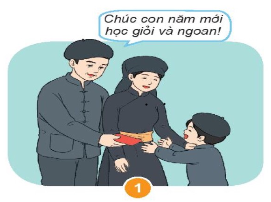 Chúc con năm mới
học giỏi và ngoan!
1